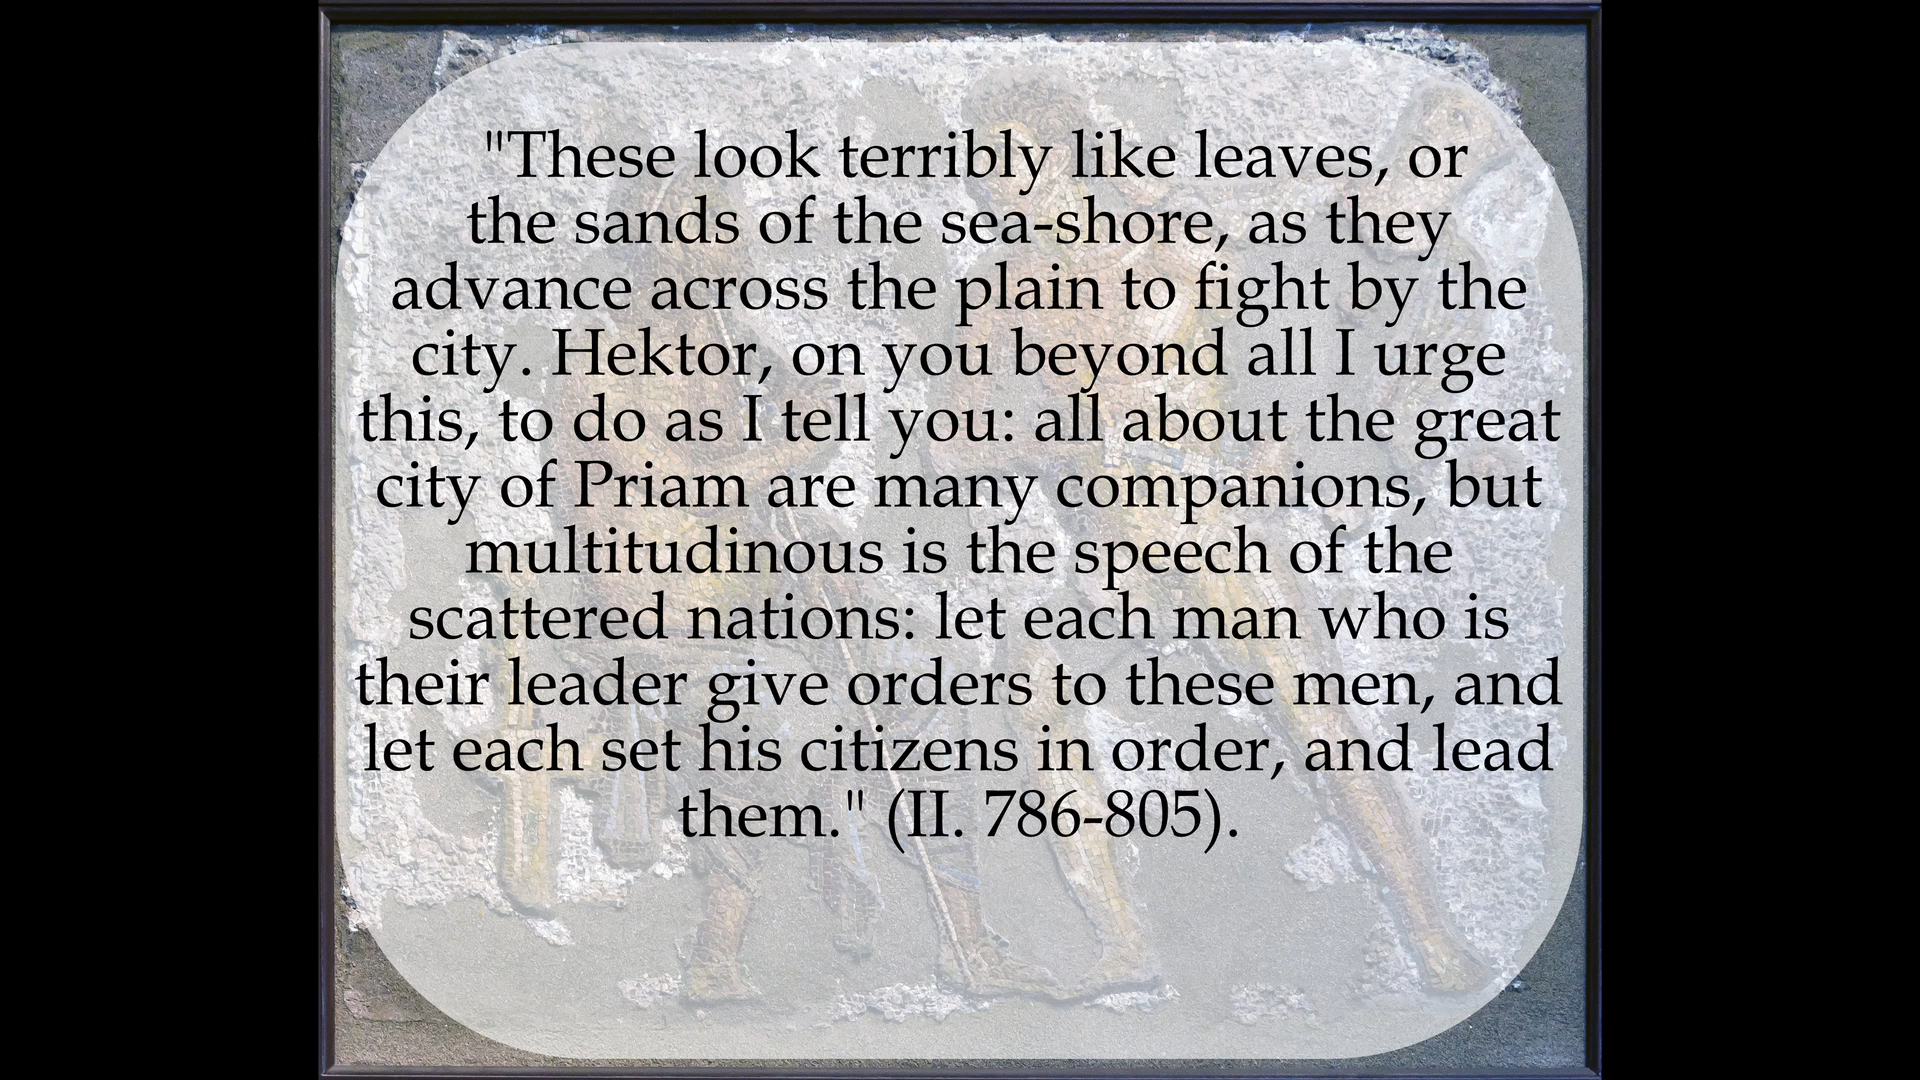 "These look terribly like leaves, or
the sands of the sea-shore, as they
advance across the plain to fight by the
city. Hektor, on you beyond all I urge
this, to do as I tell you: all about the great
city of Priam are many companions, but
multitudinous is the speech of the
scattered nations: let each man who is
their leader give orders to these men, and
let each set his citizens in order, and lead
them." (II. 786-805).